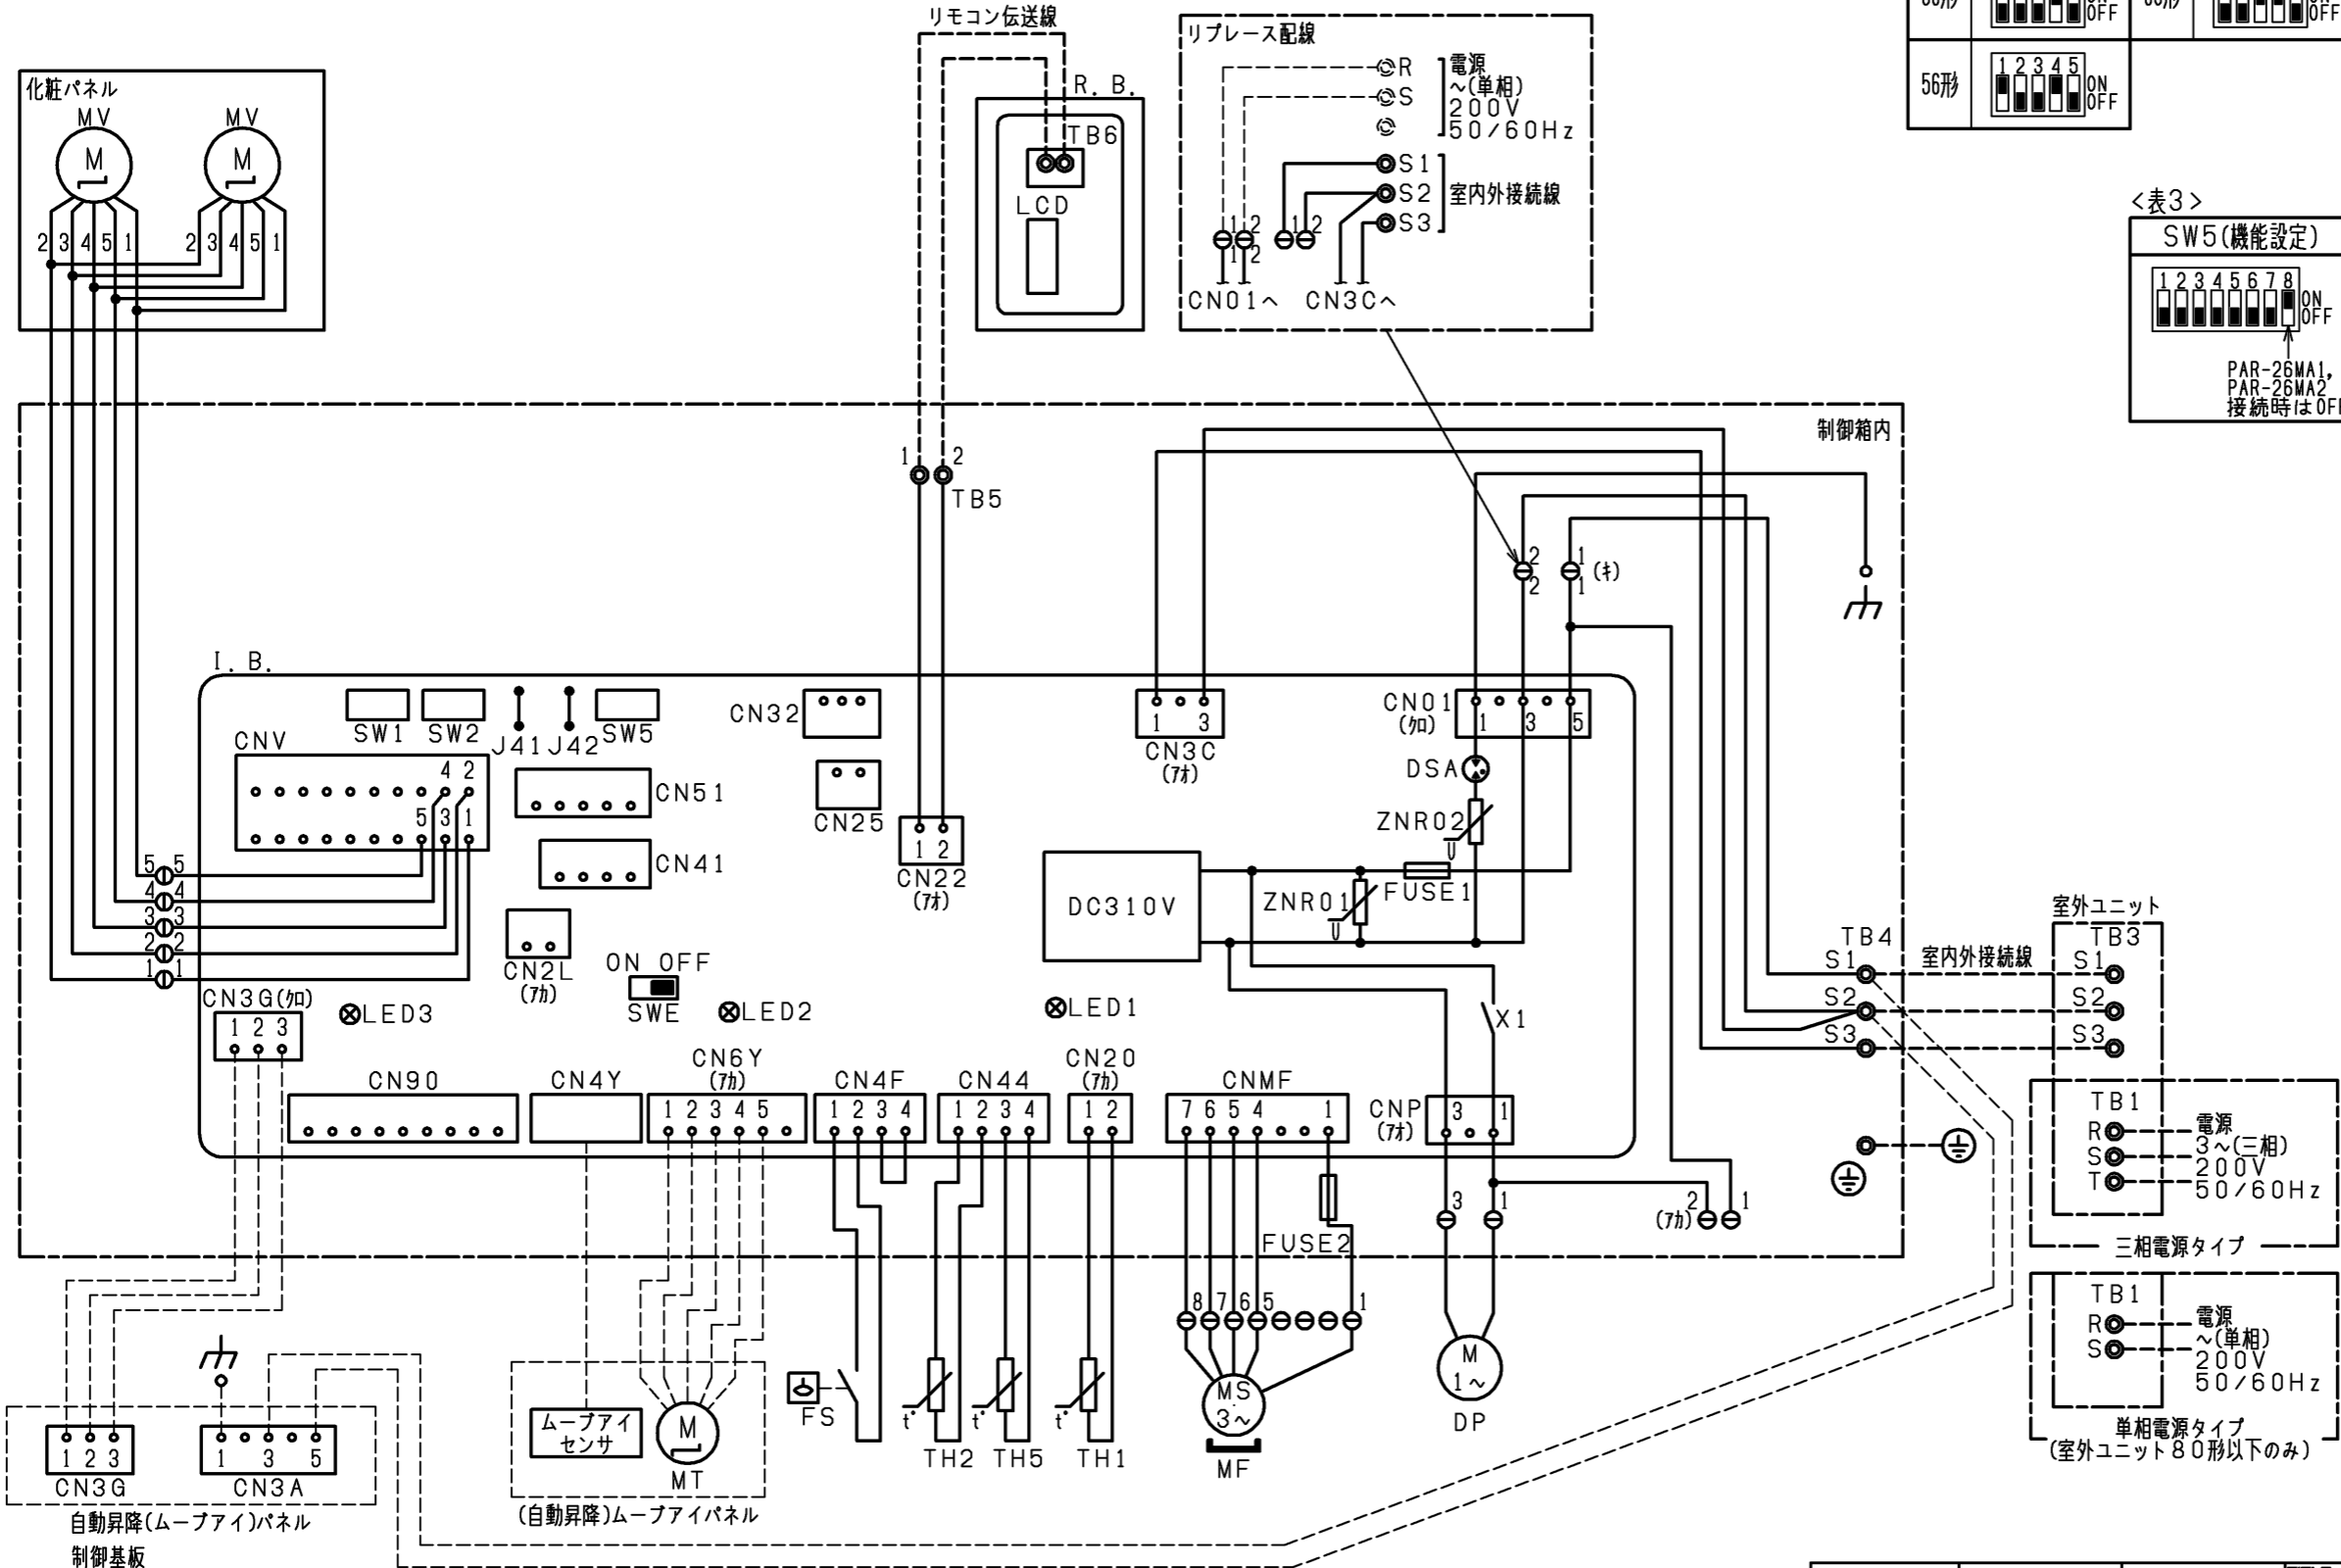 リモコン伝送線
リプレース配線
R
S
電源
~(単相)
200V
50/60Hz
S1
S2
S3
室内外接続線
1 2
1 2
1 2
CN01へ
CN3Cへ
化粧パネル
MV
MV
M
M
2 3 4 5 1
2 3 4 5 1
R. B.
TB6
LCD
OFF
OFF
56形
1 2 3 4 5
ON
OFF
<表3>
SW5(機能設定)
1 2 3 4 5 6 7 8
ON
OFF
PAR-26MA1,
PAR-26MA2
接続時はOFF
制御箱内
1
2
TB5
2
2
1
1
(キ)
I. B.
SW1
SW2
J41
J42
SW5
CN32
CN25
CNV
4 2
5 3 1
CN51
CN41
CN2L
(アカ)
1 2
CN22
(アオ)
1 3
CN3C
(アオ)
CN01
(クロ)
1 3 5
DSA
ZNR02
U
DC310V
ZNR01
U
FUSE1
5 5
4 4
3 3
2 2
1 1
CN3G(クロ)
1 2 3
LED3
ON OFF
SWE
LED2
LED1
X1
TB4
S1
S2
S3
室内外接続線
室外ユニット
TB3
S1
S2
S3
CN90
CN4Y
CN6Y
(アカ)
1 2 3 4 5
CN4F
1 2 3 4
CN44
1 2 3 4
CN20
(アカ)
1 2
CNMF
7 6 5 4 1
CNP
(アオ)
3 1
FUSE2
3 1
(アカ)
2 1
TB1
R
S
T
電源
3~(三相)
200V
50/60Hz
三相電源タイプ
TB1
R
S
電源
~(単相)
200V
50/60Hz
単相電源タイプ
(室外ユニット80形以下のみ)
8 7 6 5 1
MS
3~
MF
M
1~
DP
FS
t°
TH2
t°
TH5
t°
TH1
ムーブアイ
センサ
M
MT
(自動昇降)ムーブアイパネル
1 2 3
CN3G
1 3 5
CN3A
自動昇降(ムーブアイ)パネル
制御基板